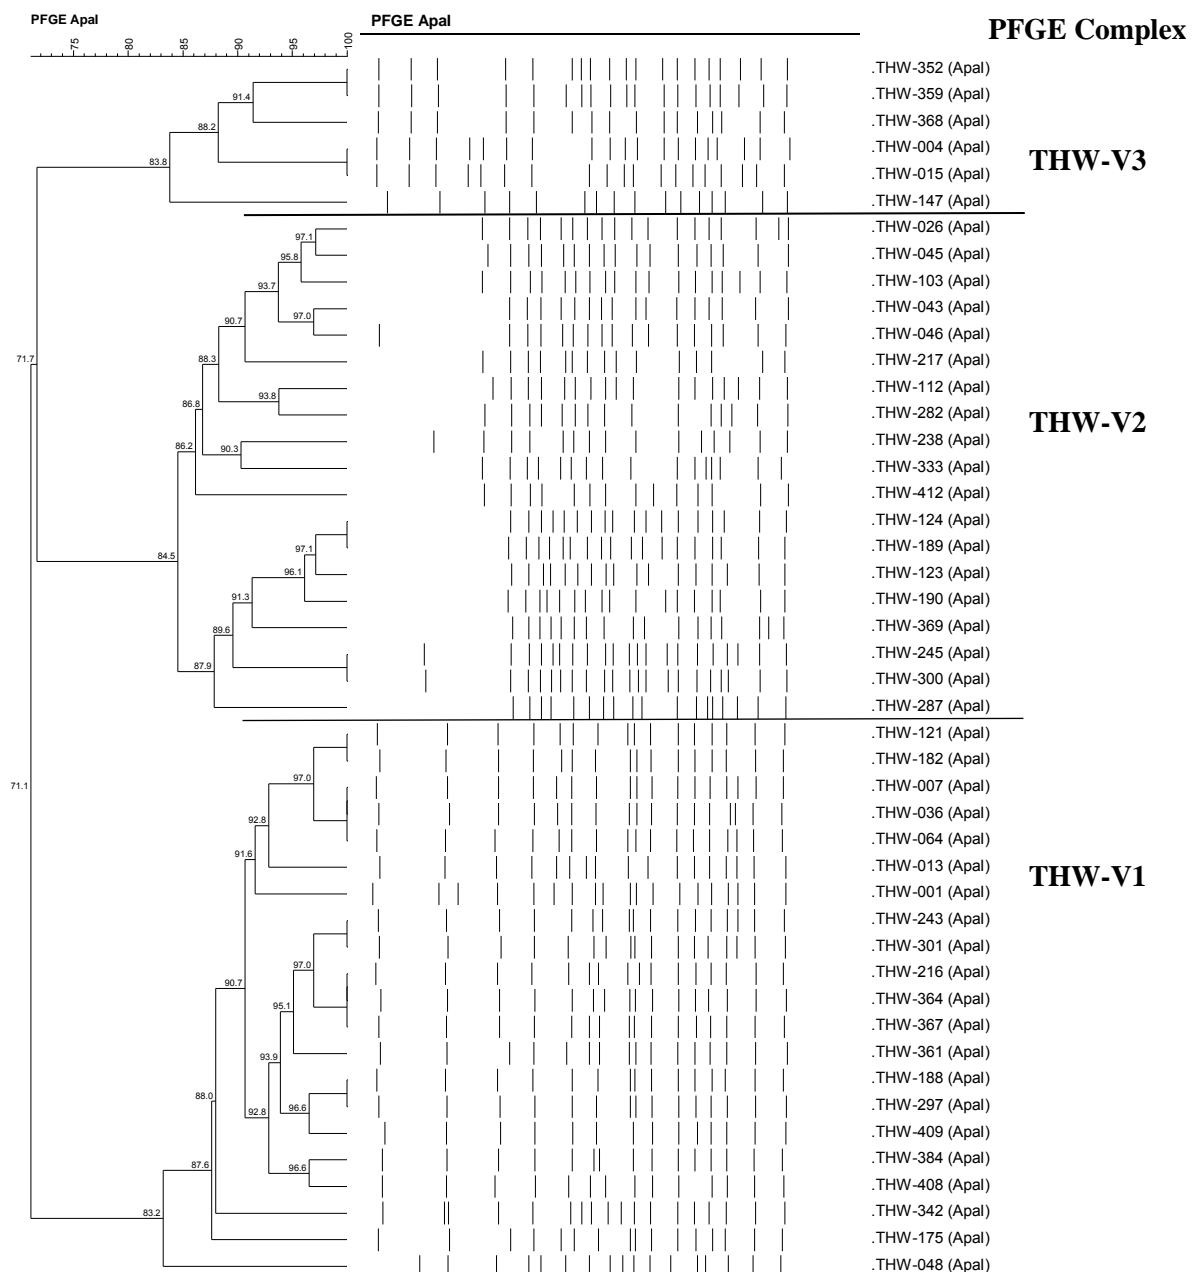 PFGE ApaI
PFGE ApaI
PFGE Complex
75 80 85 90 95 100
.THW-352 (ApaI)
91.4
.THW-359 (ApaI)
.THW-368 (ApaI)
88.2
.THW-004 (ApaI)
83.8
THW-V3
.THW-015 (ApaI)
.THW-147 (ApaI)
.THW-026 (ApaI)
97.1
.THW-045 (ApaI)
95.8
.THW-103 (ApaI)
93.7
.THW-043 (ApaI)
97.0
90.7
.THW-046 (ApaI)
71.7
88.3
.THW-217 (ApaI)
.THW-112 (ApaI)
93.8
86.8
.THW-282 (ApaI)
THW-V2
.THW-238 (ApaI)
86.2
90.3
.THW-333 (ApaI)
.THW-412 (ApaI)
.THW-124 (ApaI)
.THW-189 (ApaI)
97.1
84.5
.THW-123 (ApaI)
96.1
.THW-190 (ApaI)
91.3
.THW-369 (ApaI)
89.6
.THW-245 (ApaI)
87.9
.THW-300 (ApaI)
.THW-287 (ApaI)
.THW-121 (ApaI)
.THW-182 (ApaI)
97.0
71.1
.THW-007 (ApaI)
.THW-036 (ApaI)
92.8
.THW-064 (ApaI)
91.6
.THW-013 (ApaI)
THW-V1
.THW-001 (ApaI)
.THW-243 (ApaI)
.THW-301 (ApaI)
97.0
.THW-216 (ApaI)
90.7
.THW-364 (ApaI)
95.1
.THW-367 (ApaI)
.THW-361 (ApaI)
93.9
.THW-188 (ApaI)
88.0
.THW-297 (ApaI)
96.6
92.8
.THW-409 (ApaI)
.THW-384 (ApaI)
87.6
96.6
.THW-408 (ApaI)
.THW-342 (ApaI)
83.2
.THW-175 (ApaI)
.THW-048 (ApaI)